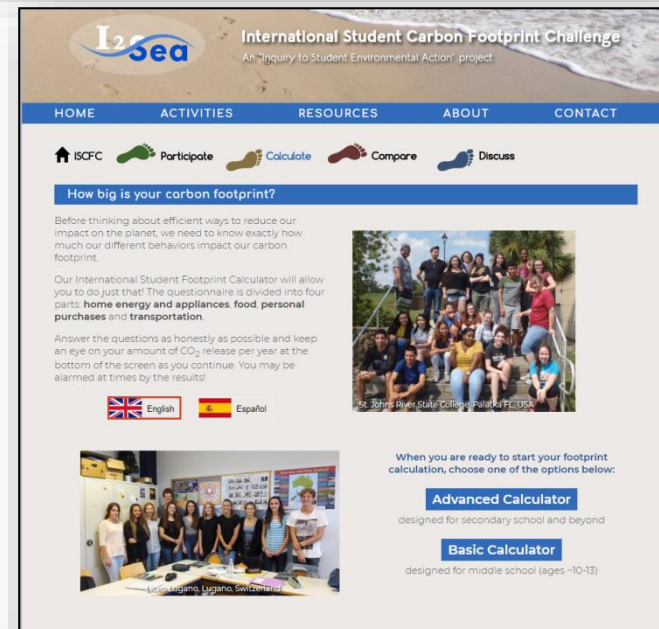 I2Sea
International Student Carbon Footprint Challenge
An "Inquiry to Student Environmental Action" project
HOME ACTIVITIES RESOURCES ABOUT CONTACT
ISCFC Participate Calculate Compare Discuss
How big is your carbon footprint?
Before thinking about efficient ways to reduce our
impact on the planet, we need to know exactly how
much our different behaviors impact our carbon
footprint.
Our International Student Footprint Calculator will allow
you to do just that! The questionnaire is divided into four
parts: home energy and appliances, food, personal
purchases and transportation.
Answer the questions as honestly as possible and keep
an eye on your amount of CO₂ release per year at the
bottom of the screen as you continue. You may be
alarmed at times by the results!
English Español
St. Johns River State College, Palatka FL, USA
Liceo Lugano, Lugano, Switzerland
When you are ready to start your footprint
calculation, choose one of the options below:
Advanced Calculator
designed for secondary school and beyond
Basic Calculator
designed for middle school (ages ~10-13)